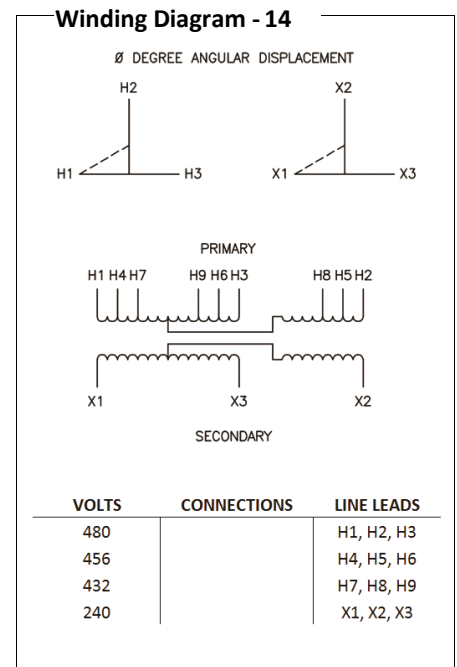 Winding Diagram - 14
Ø DEGREE ANGULAR DISPLACEMENT
H2 X2
H1 H3 X1 X3
PRIMARY
H1 H4 H7 H9 H6 H3 H8 H5 H2
X1 X3 X2
SECONDARY
VOLTS CONNECTIONS LINE LEADS
480 H1, H2, H3
456 H4, H5, H6
432 H7, H8, H9
240 X1, X2, X3